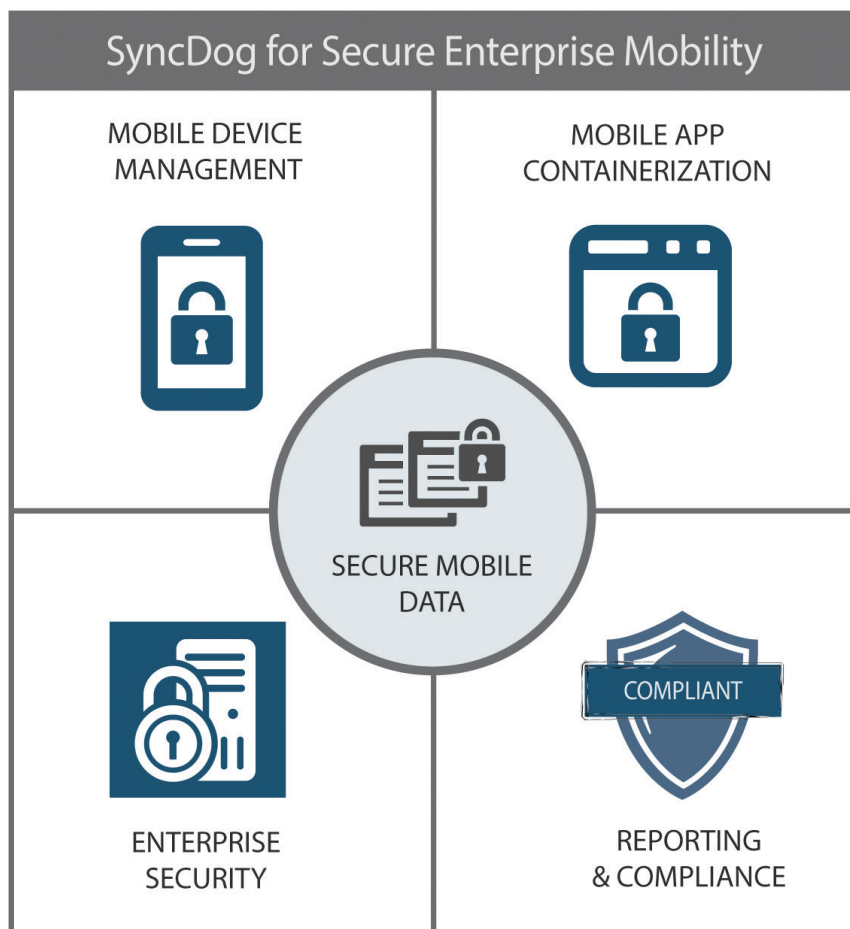 SyncDog for Secure Enterprise Mobility
MOBILE DEVICE
MANAGEMENT
MOBILE APP
CONTAINERIZATION
SECURE MOBILE
DATA
ENTERPRISE
SECURITY
COMPLIANT
REPORTING
& COMPLIANCE